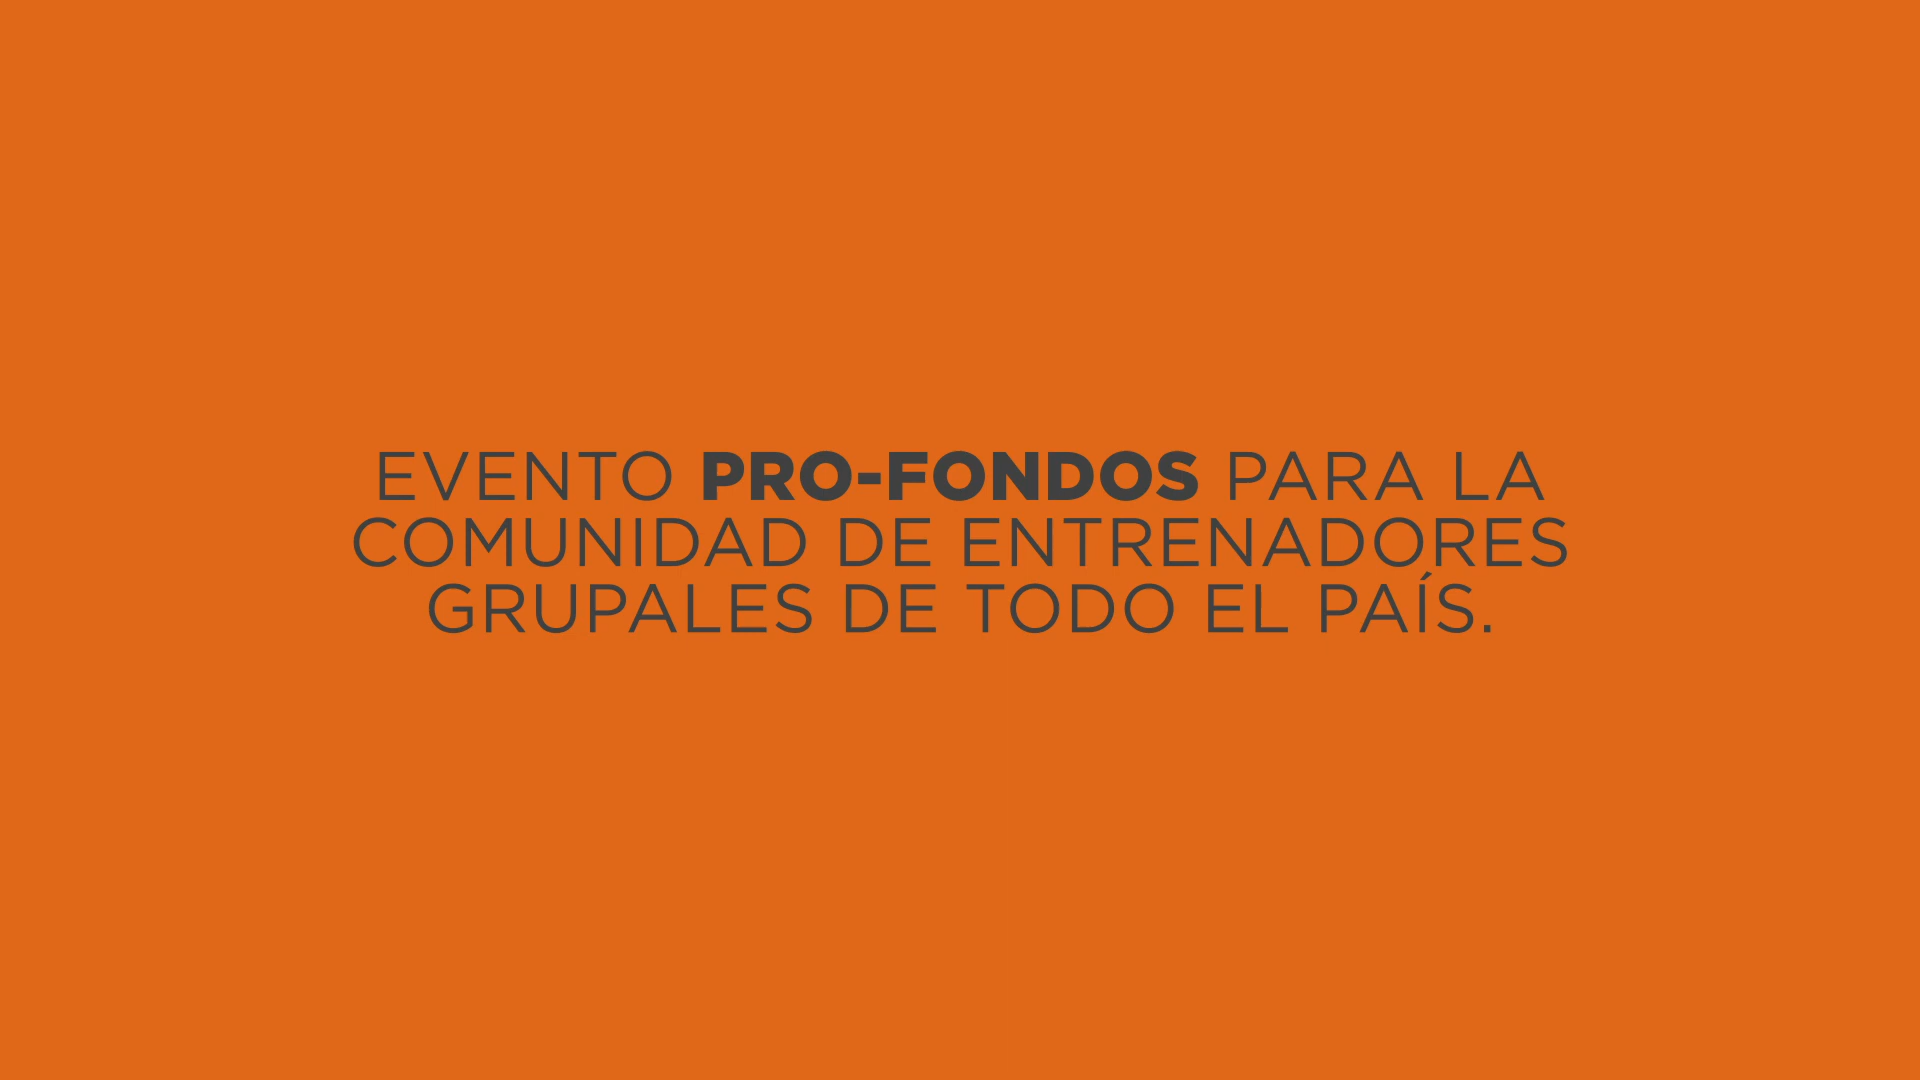 EVENTO PRO-FONDOS PARA LA
COMUNIDAD DE ENTRENADORES
GRUPALES DE TODO EL PAÍS.